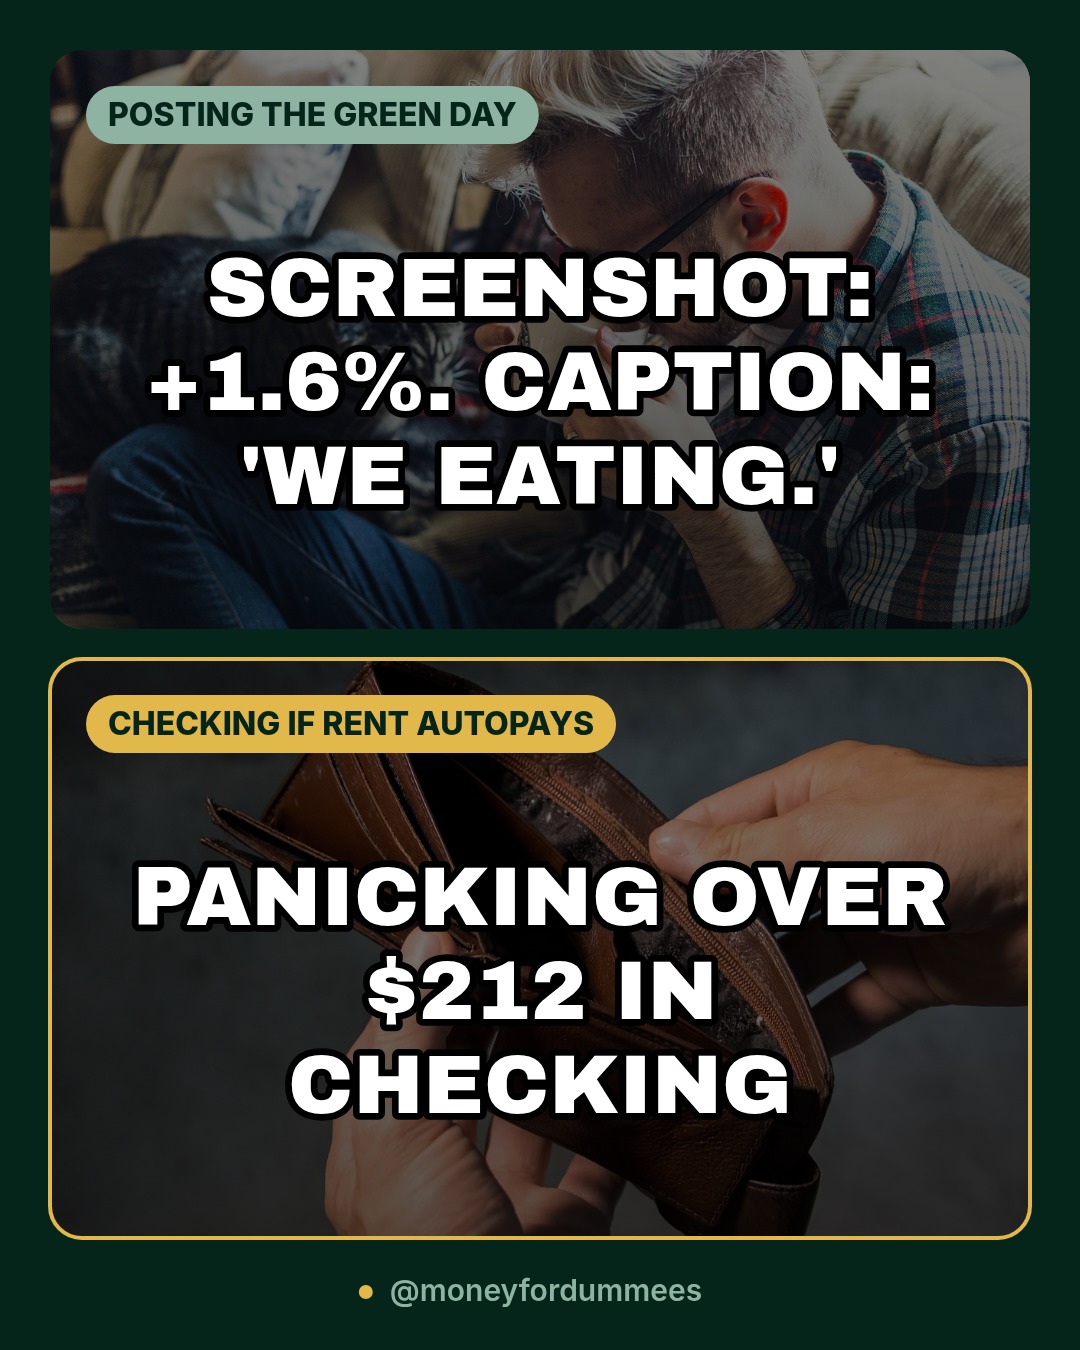 POSTING THE GREEN DAY
SCREENSHOT:
+1.6%. CAPTION:
'WE EATING.'
CHECKING IF RENT AUTOPAYS
PANICKING OVER
$212 IN
CHECKING
@moneyfordummees